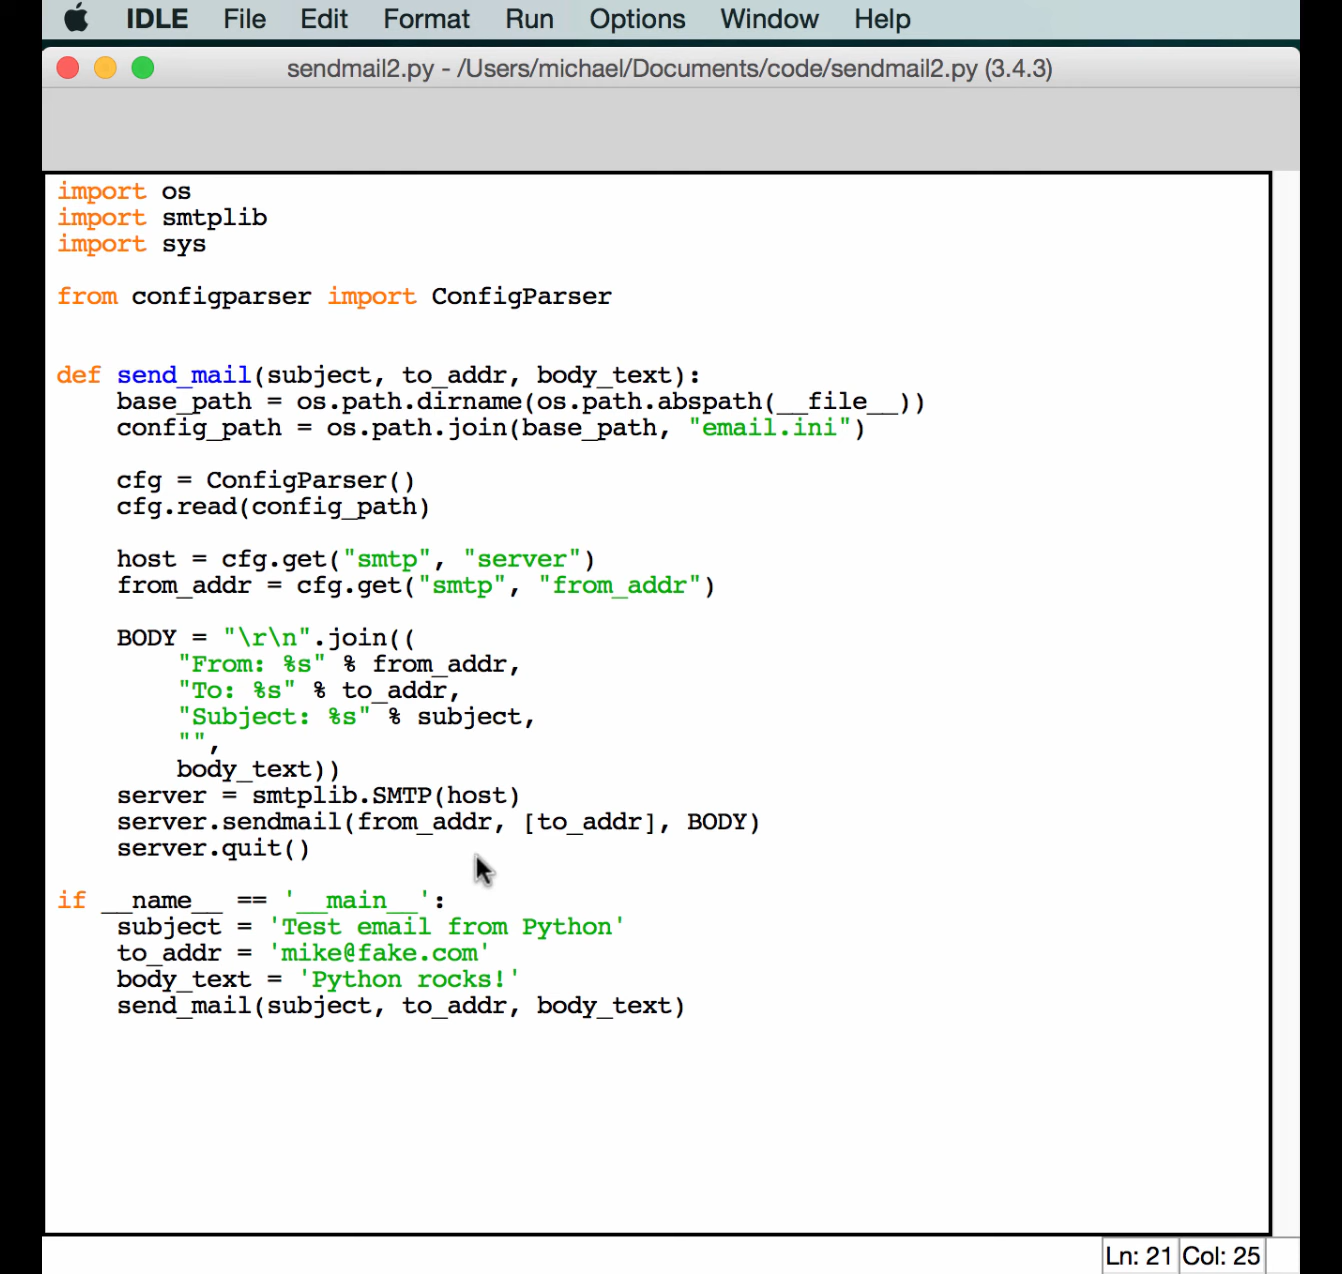 IDLE File Edit Format Run Options Window Help
sendmail2.py - /Users/michael/Documents/code/sendmail2.py (3.4.3)
import os
import smtplib
import sys
from configparser import ConfigParser
def send_mail(subject, to_addr, body_text):
    base_path = os.path.dirname(os.path.abspath(__file__))
    config_path = os.path.join(base_path, "email.ini")
    cfg = ConfigParser()
    cfg.read(config_path)
    host = cfg.get("smtp", "server")
    from_addr = cfg.get("smtp", "from_addr")
    BODY = "\r\n".join((
        "From: %s" % from_addr,
        "To: %s" % to_addr,
        "Subject: %s" % subject,
        "",
        body_text))
    server = smtplib.SMTP(host)
    server.sendmail(from_addr, [to_addr], BODY)
    server.quit()
if __name__ == '__main__':
    subject = 'Test email from Python'
    to_addr = 'mike@fake.com'
    body_text = 'Python rocks!'
    send_mail(subject, to_addr, body_text)
Ln: 21 Col: 25